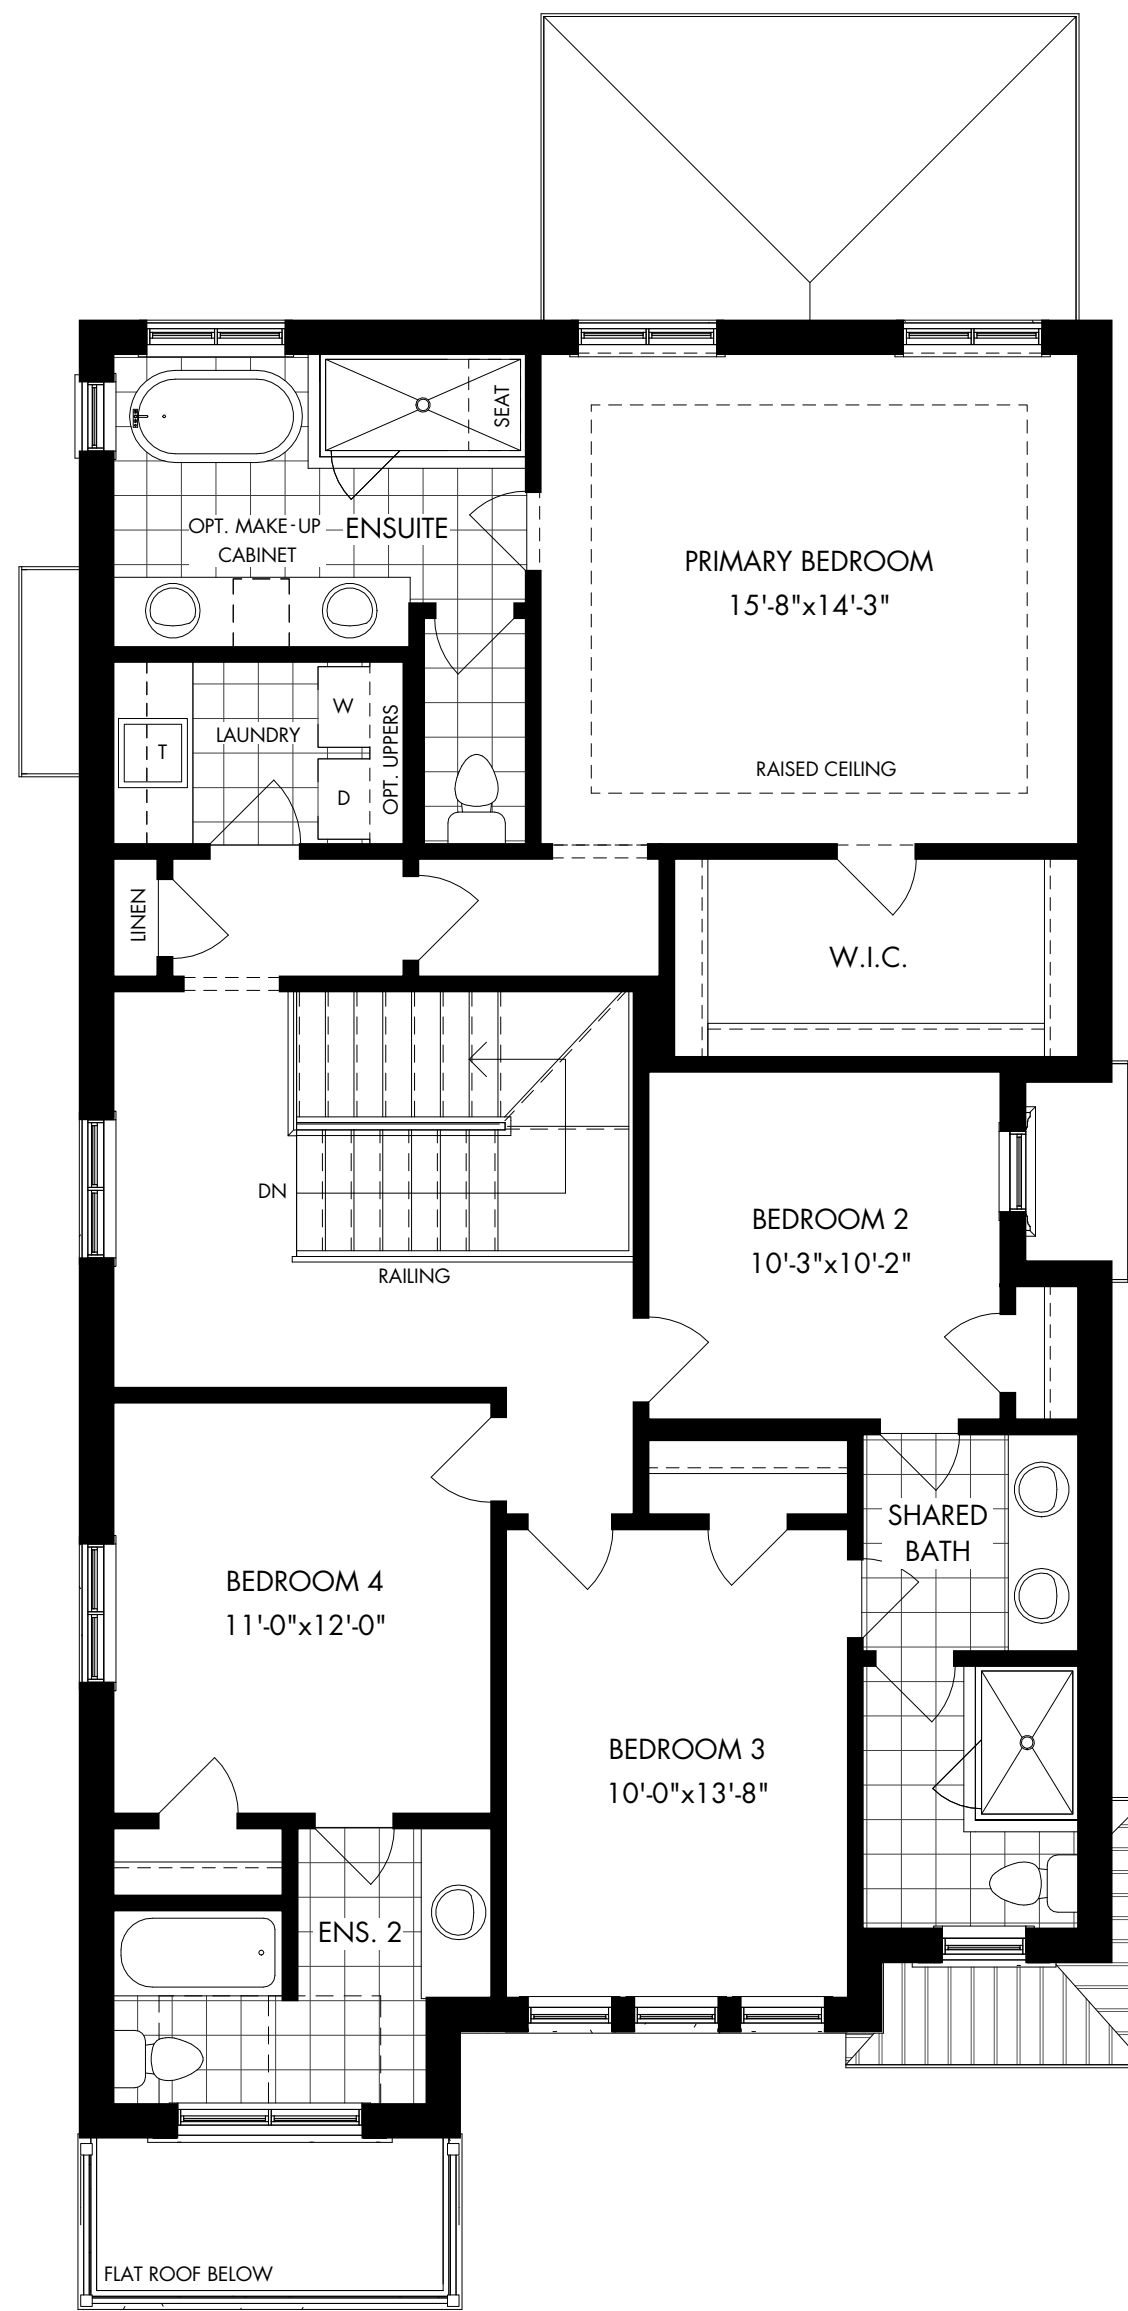 SEAT
OPT. MAKE-UP
CABINET
ENSUITE
PRIMARY BEDROOM
15'-8"x14'-3"
W
LAUNDRY
T
OPT. UPPERS
D
RAISED CEILING
LINEN
W.I.C.
DN
RAILING
BEDROOM 2
10'-3"x10'-2"
SHARED
BATH
BEDROOM 4
11'-0"x12'-0"
BEDROOM 3
10'-0"x13'-8"
ENS. 2
FLAT ROOF BELOW